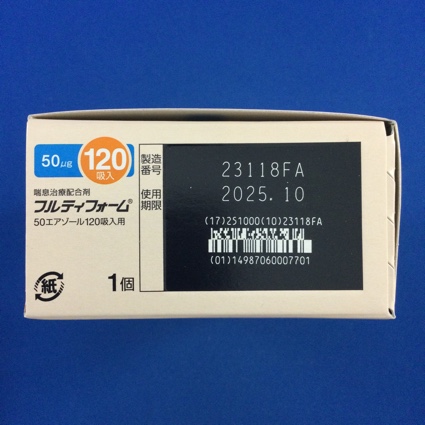 50μg
120
吸入
喘息治療配合剤
フルティフォーム®
50エアゾール120吸入用
紙
1個
製造
番号
23118FA
使用
期限
2025.10
(17)251000(10)23118FA
(01)14987060007701